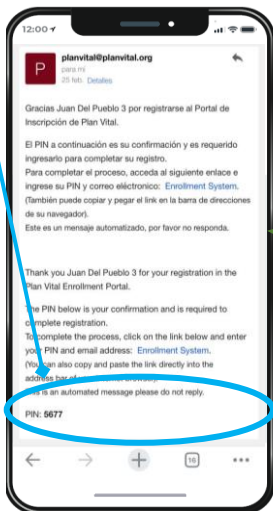 12:00
P
planvital@planvital.org
para mí
25 feb. Detalles
Gracias Juan Del Pueblo 3 por registrarse al Portal de
Inscripción de Plan Vital.
El PIN a continuación es su confirmación y es requerido
ingresarlo para completar su registro.
Para completar el proceso, acceda al siguiente enlace e
ingrese su PIN y correo eléctronico: Enrollment System.
(También puede copiar y pegar el link en la barra de direcciones
de su navegador).
Este es un mensaje automatizado, por favor no responda.
Thank you Juan Del Pueblo 3 for your registration in the
Plan Vital Enrollment Portal.
The PIN below is your confirmation and is required to
complete registration.
To complete the process, click on the link below and enter
your PIN and email address: Enrollment System.
(You can also copy and paste the link directly into the
address bar of
This is an automated message please do not reply.
PIN: 5677
16